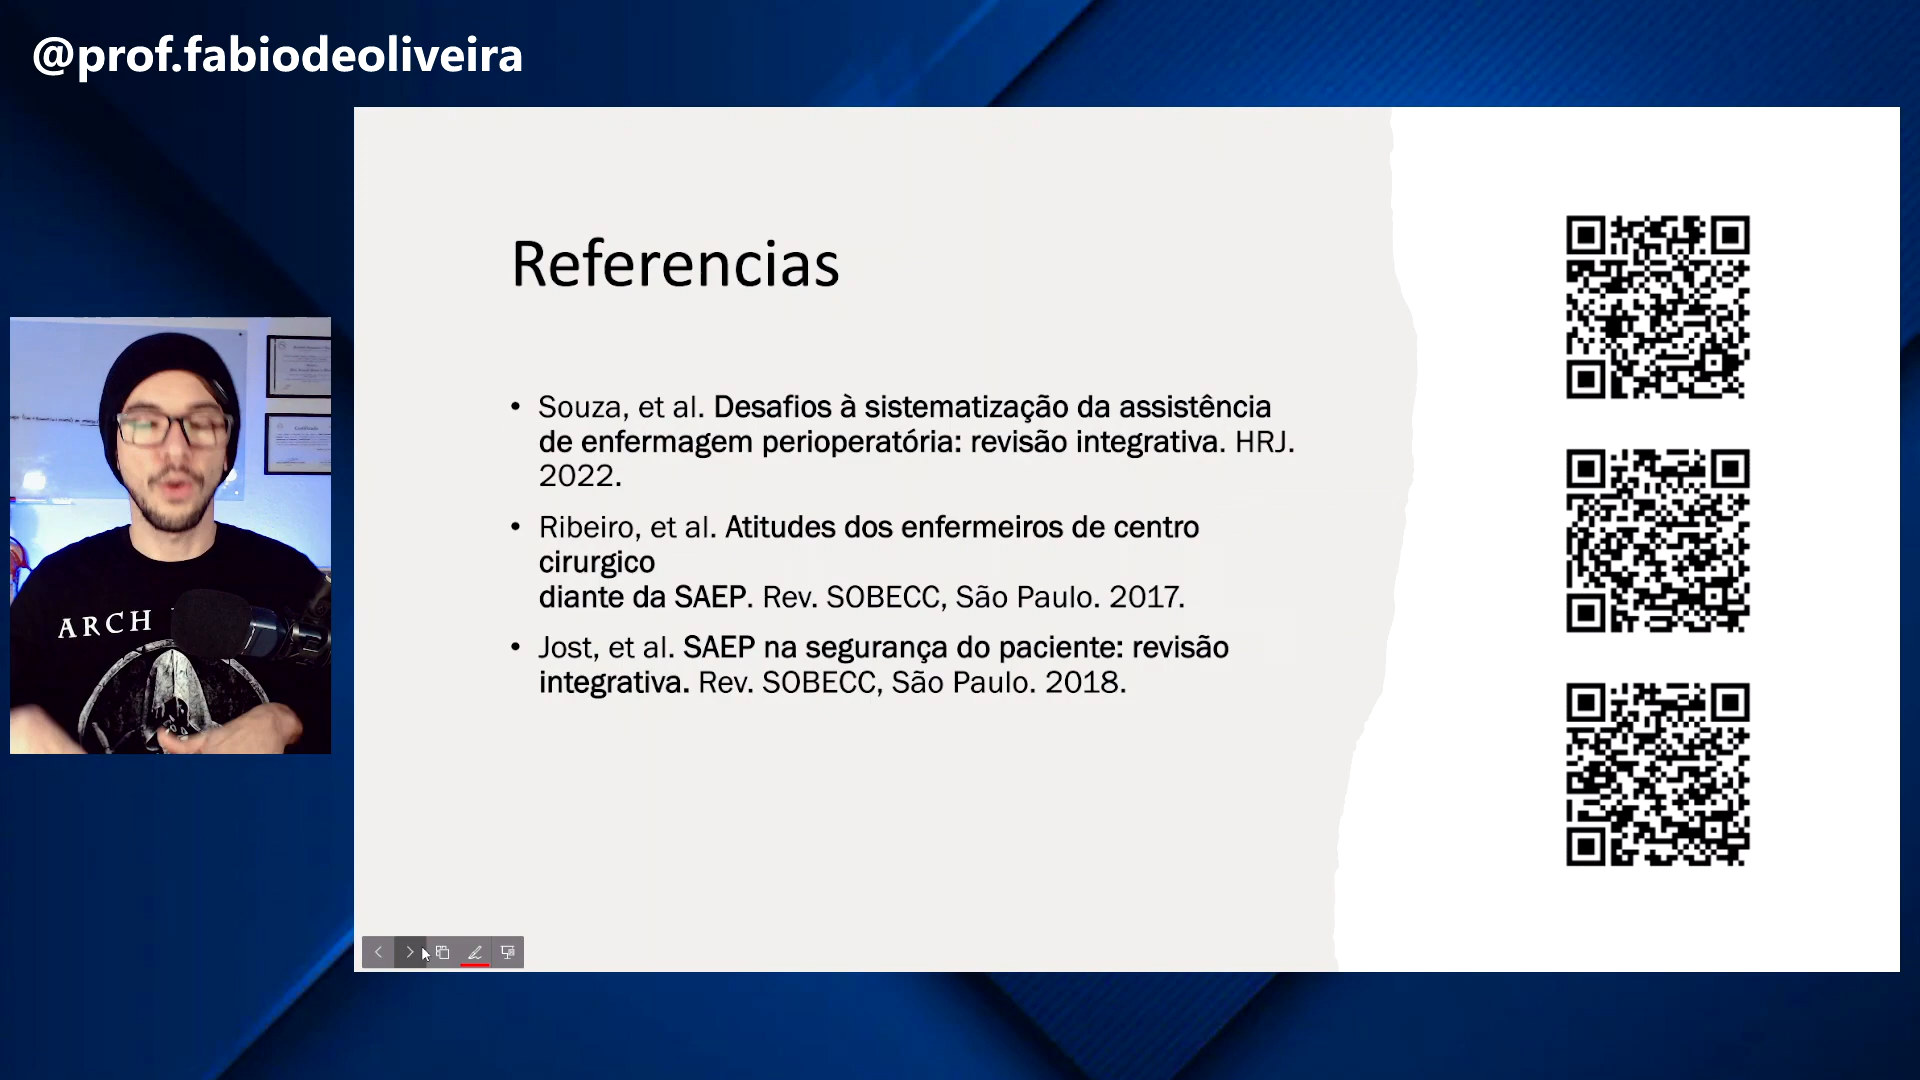 @prof.fabiodeoliveira
Referencias
• Souza, et al. Desafios à sistematização da assistência
de enfermagem perioperatória: revisão integrativa. HRJ.
2022.
• Ribeiro, et al. Atitudes dos enfermeiros de centro
cirurgico
diante da SAEP. Rev. SOBECC, São Paulo. 2017.
• Jost, et al. SAEP na segurança do paciente: revisão
integrativa. Rev. SOBECC, São Paulo. 2018.
ARCH